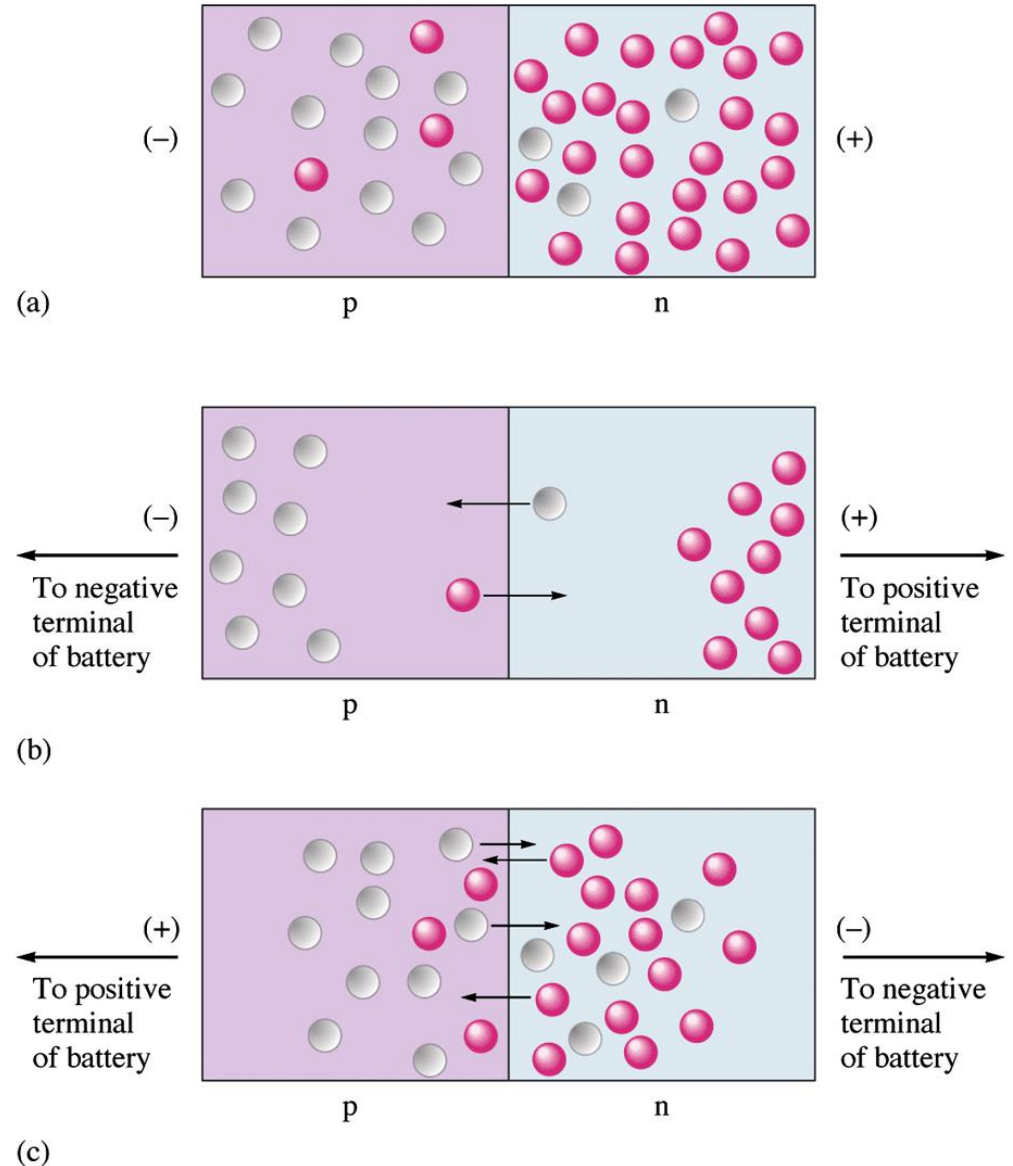 (–)
(+)
p
n
(a)
(–)
To negative
terminal
of battery
(+)
To positive
terminal
of battery
p
n
(b)
(+)
To positive
terminal
of battery
(–)
To negative
terminal
of battery
p
n
(c)